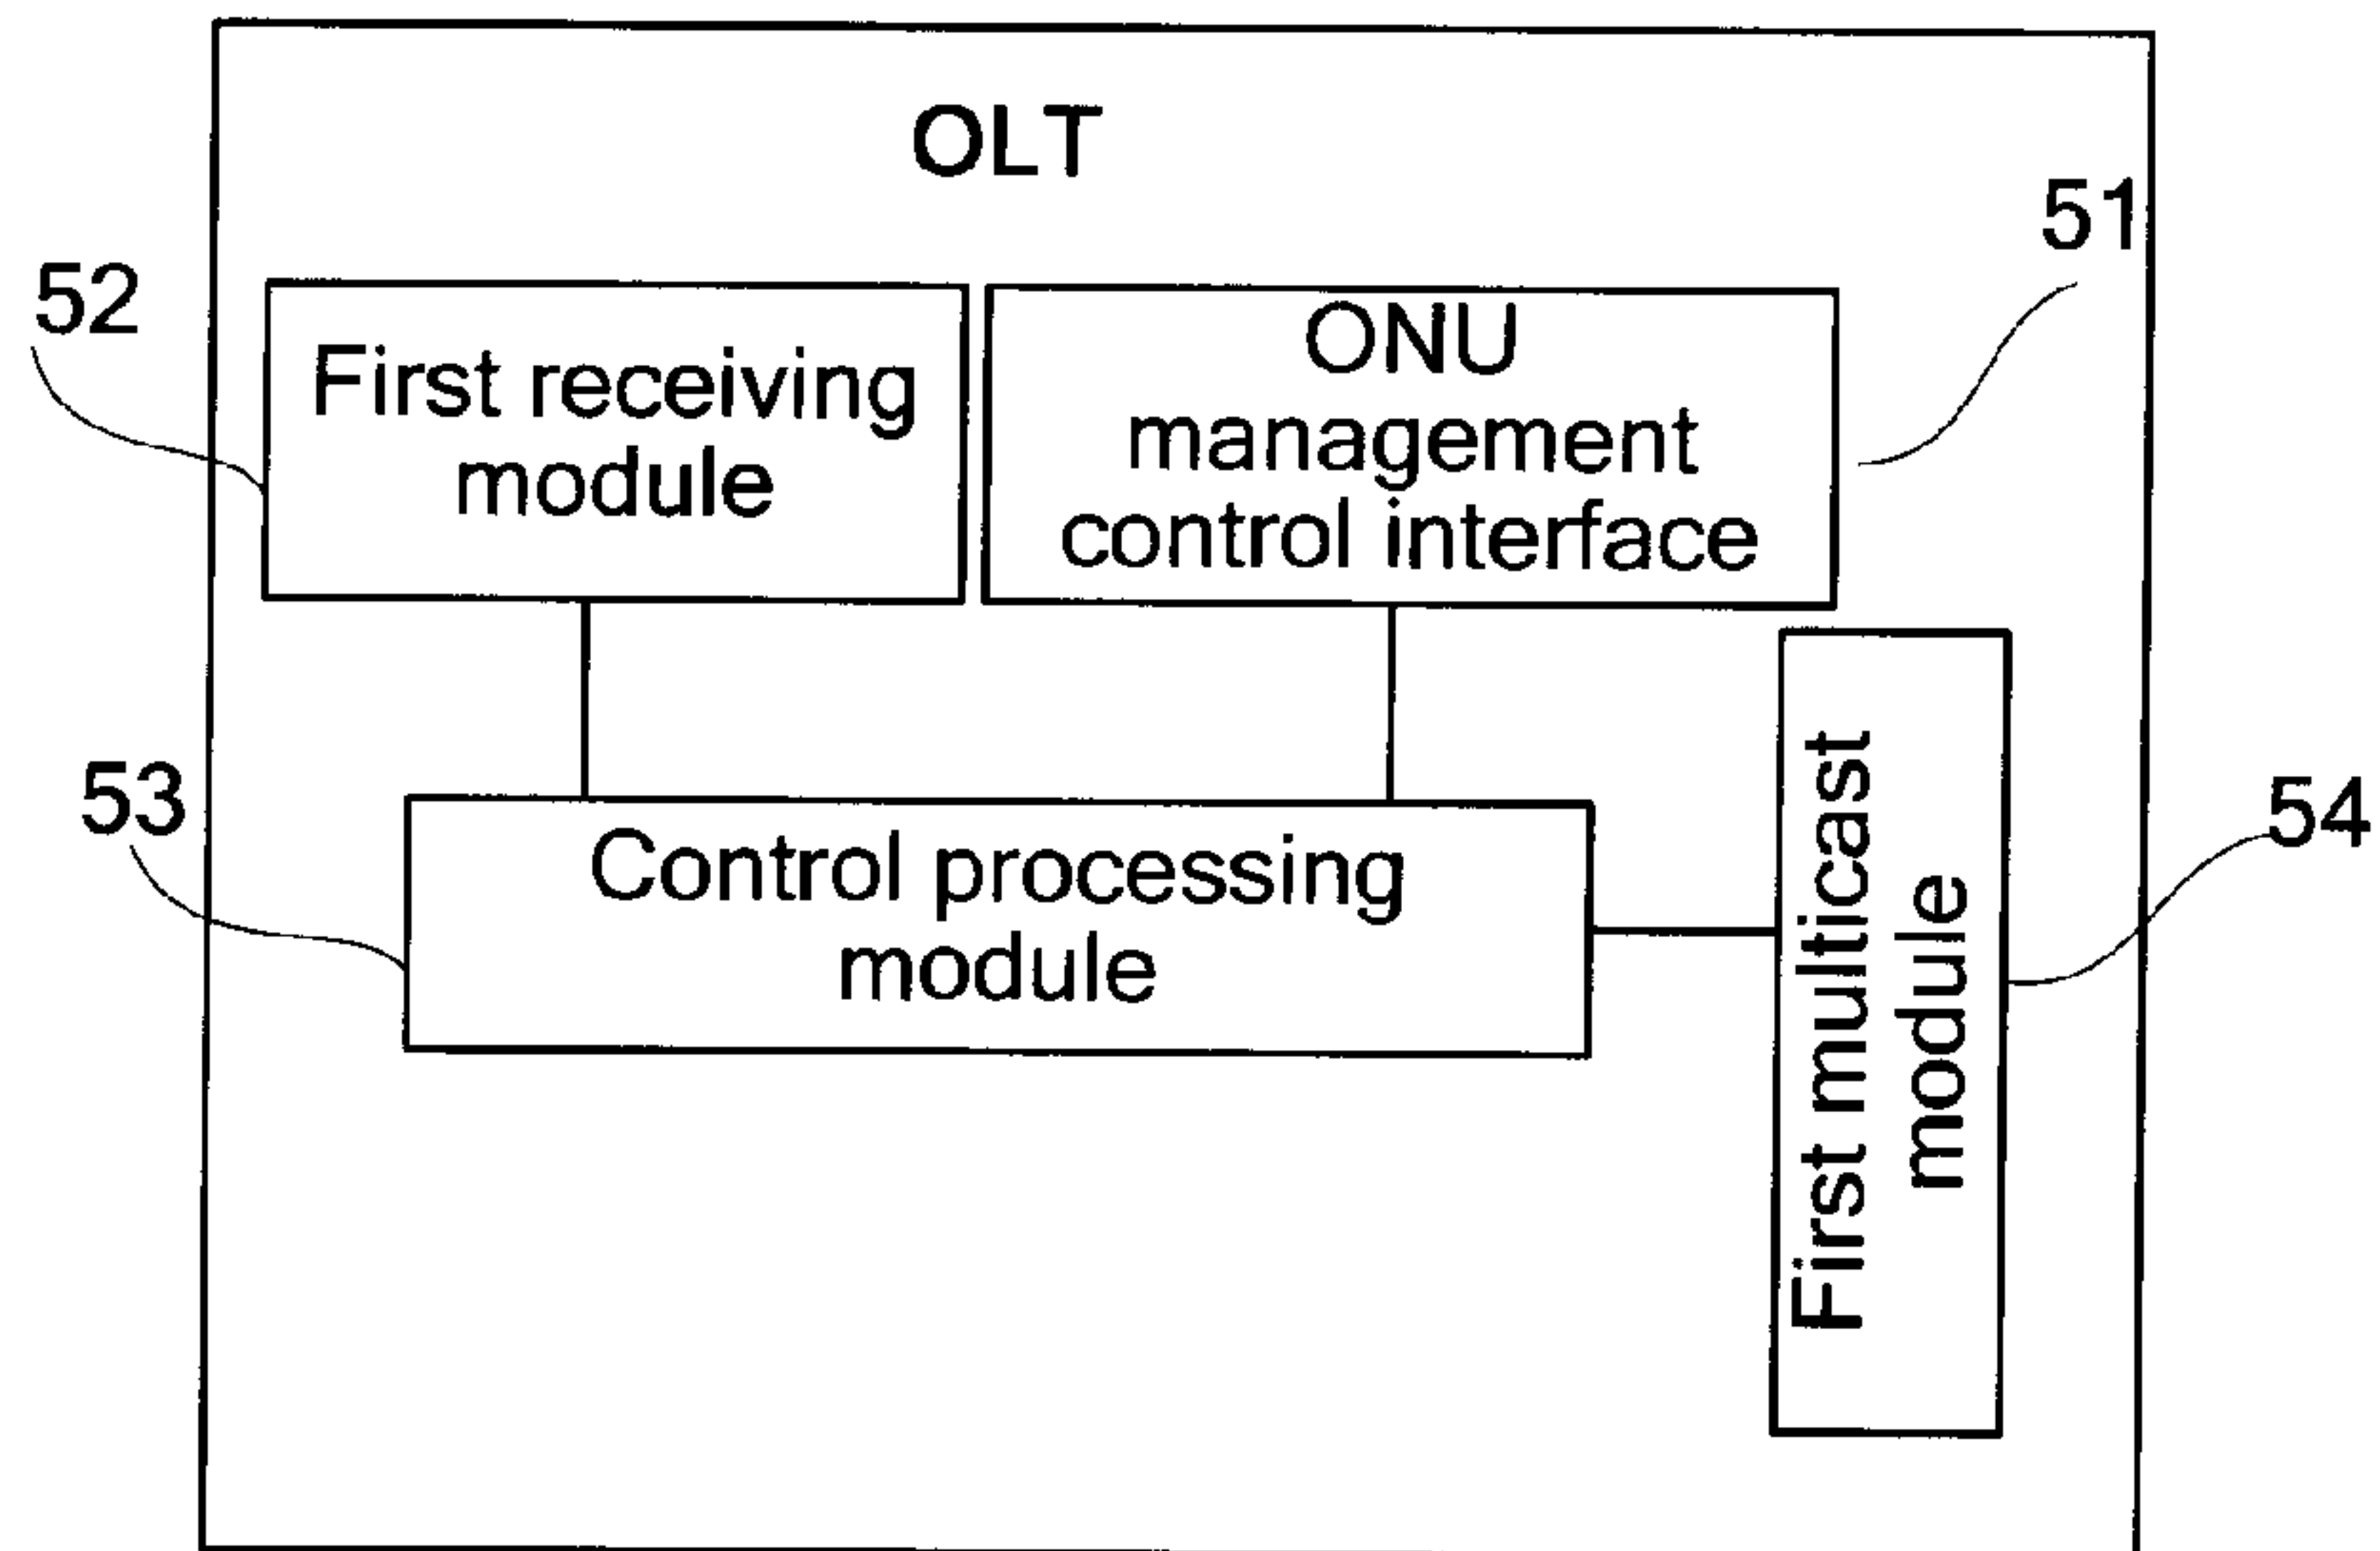 OLT
51
52
First receiving
module
ONU
management
control interface
53
Control processing
module
54
First multicast
module